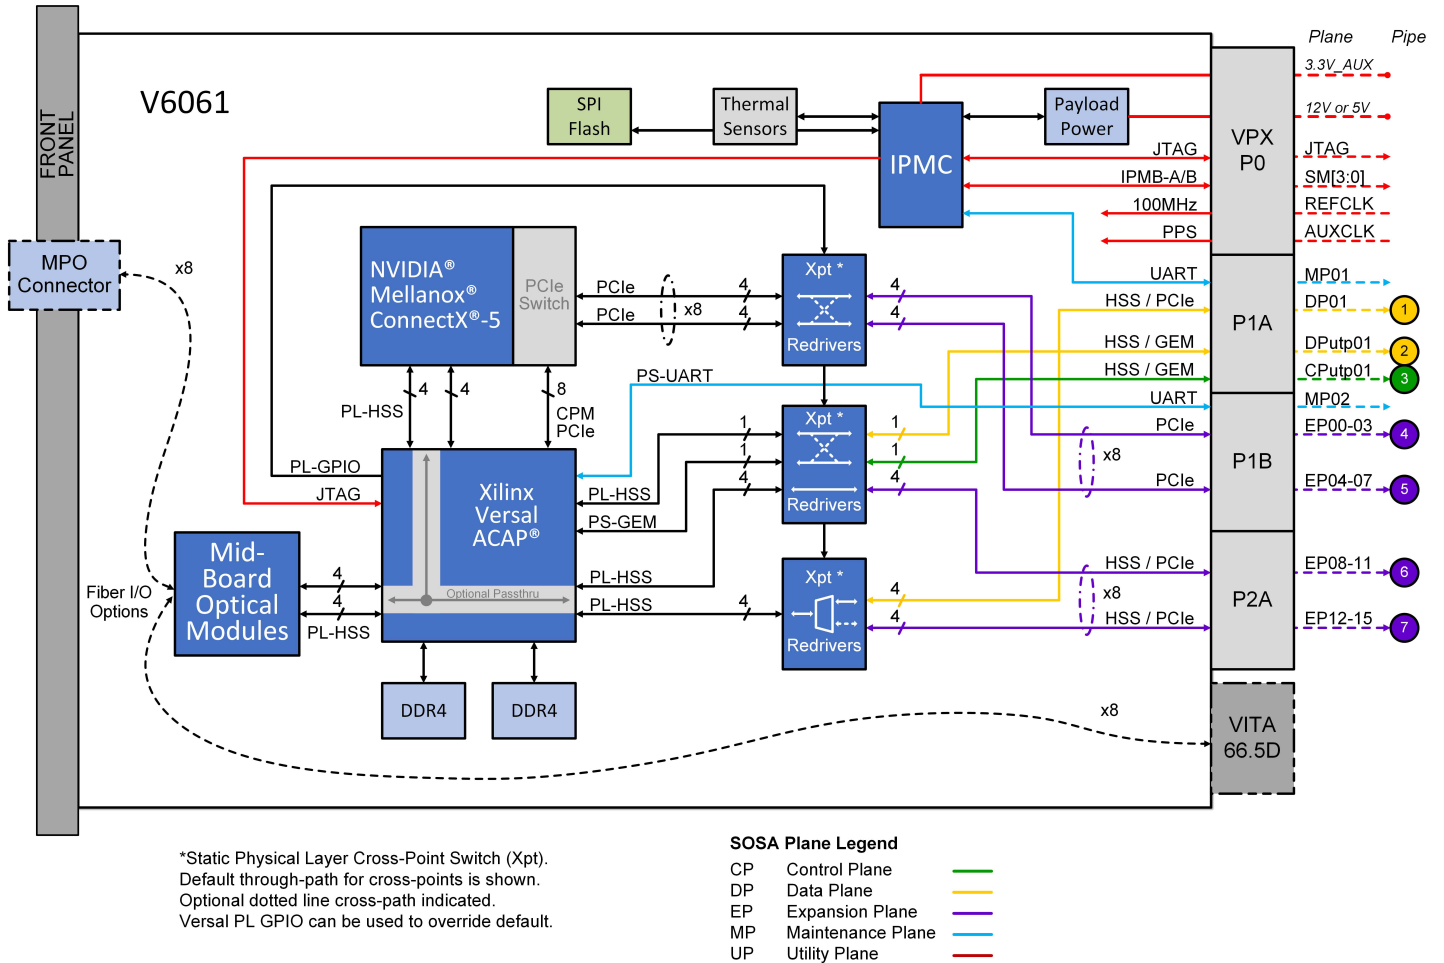 Plane Pipe
V6061
FRONT
PANEL
MPO
Connector
x8
SPI
Flash
Thermal
Sensors
IPMC
Payload
Power
JTAG
IPMB-A/B
100MHz
PPS
VPX
P0
3.3V_AUX
12V or 5V
JTAG
SM[3:0]
REFCLK
AUXCLK
NVIDIA®
Mellanox®
ConnectX®-5
PCIe
Switch
PCIe
PCIe
x8
4
4
Xpt *
Redrivers
4
4
UART
HSS / PCIe
HSS / GEM
HSS / GEM
P1A
MP01
DP01
1
DPutp01
2
CPutp01
3
PL-HSS
4
4
8
CPM
PCIe
PS-UART
UART
MP02
PL-GPIO
JTAG
Xilinx
Versal
ACAP®
Optional Passthru
PL-HSS
PS-GEM
PL-HSS
PL-HSS
1
1
4
4
Xpt *
Redrivers
1
1
4
PCIe
x8
PCIe
P1B
EP00-03
4
EP04-07
5
Mid-
Board
Optical
Modules
Fiber I/O
Options
4
4
PL-HSS
Xpt *
Redrivers
4
4
HSS / PCIe
x8
HSS / PCIe
P2A
EP08-11
6
EP12-15
7
DDR4
DDR4
x8
VITA
66.5D
*Static Physical Layer Cross-Point Switch (Xpt).
Default through-path for cross-points is shown.
Optional dotted line cross-path indicated.
Versal PL GPIO can be used to override default.
SOSA Plane Legend
CP Control Plane
DP Data Plane
EP Expansion Plane
MP Maintenance Plane
UP Utility Plane